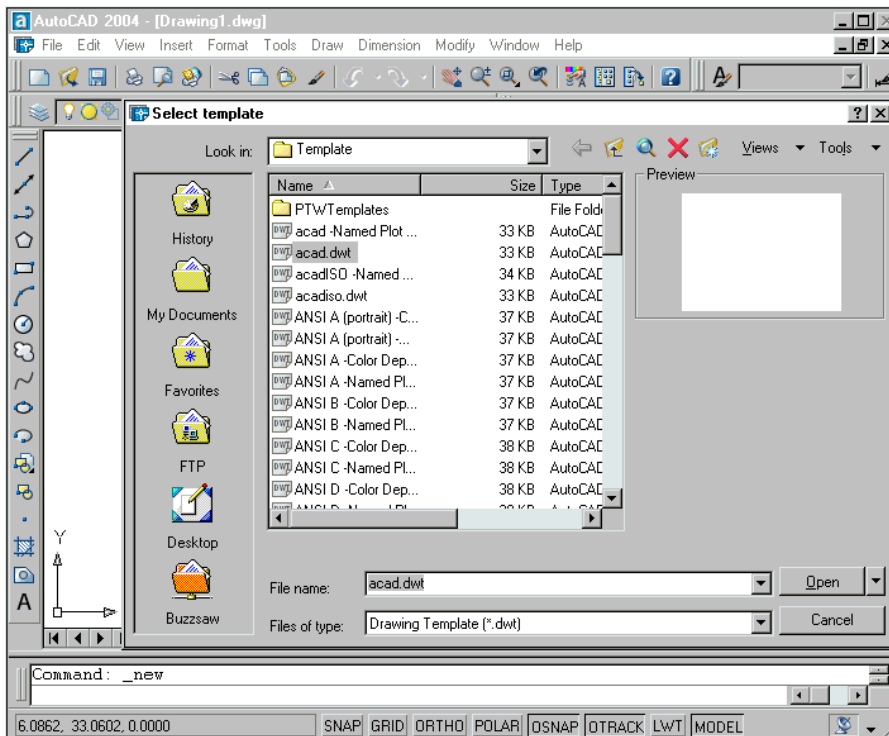 a AutoCAD 2004 - [Drawing1.dwg]
File Edit View Insert Format Tools Draw Dimension Modify Window Help
Select template
Look in: Template Views Tools
Name Size Type Preview
PTWTemplates File Fold
acad -Named Plot ... 33 KB AutoCAD
acad.dwt 33 KB AutoCAD
acadISO -Named ... 34 KB AutoCAD
acadiso.dwt 33 KB AutoCAD
ANSI A (portrait) -C... 37 KB AutoCAD
ANSI A (portrait) -... 37 KB AutoCAD
ANSI A -Color Dep... 37 KB AutoCAD
ANSI A -Named Pl... 37 KB AutoCAD
ANSI B -Color Dep... 37 KB AutoCAD
ANSI B -Named Pl... 37 KB AutoCAD
ANSI C -Color Dep... 38 KB AutoCAD
ANSI C -Named Pl... 38 KB AutoCAD
ANSI D -Color Dep... 38 KB AutoCAD
History
My Documents
Favorites
FTP
Desktop
Buzzsaw
File name: acad.dwt Open
Files of type: Drawing Template (*.dwt) Cancel
A
Y
Command: _new
6.0862, 33.0602, 0.0000 SNAP GRID ORTHO POLAR OSNAP OTRACK LWT MODEL